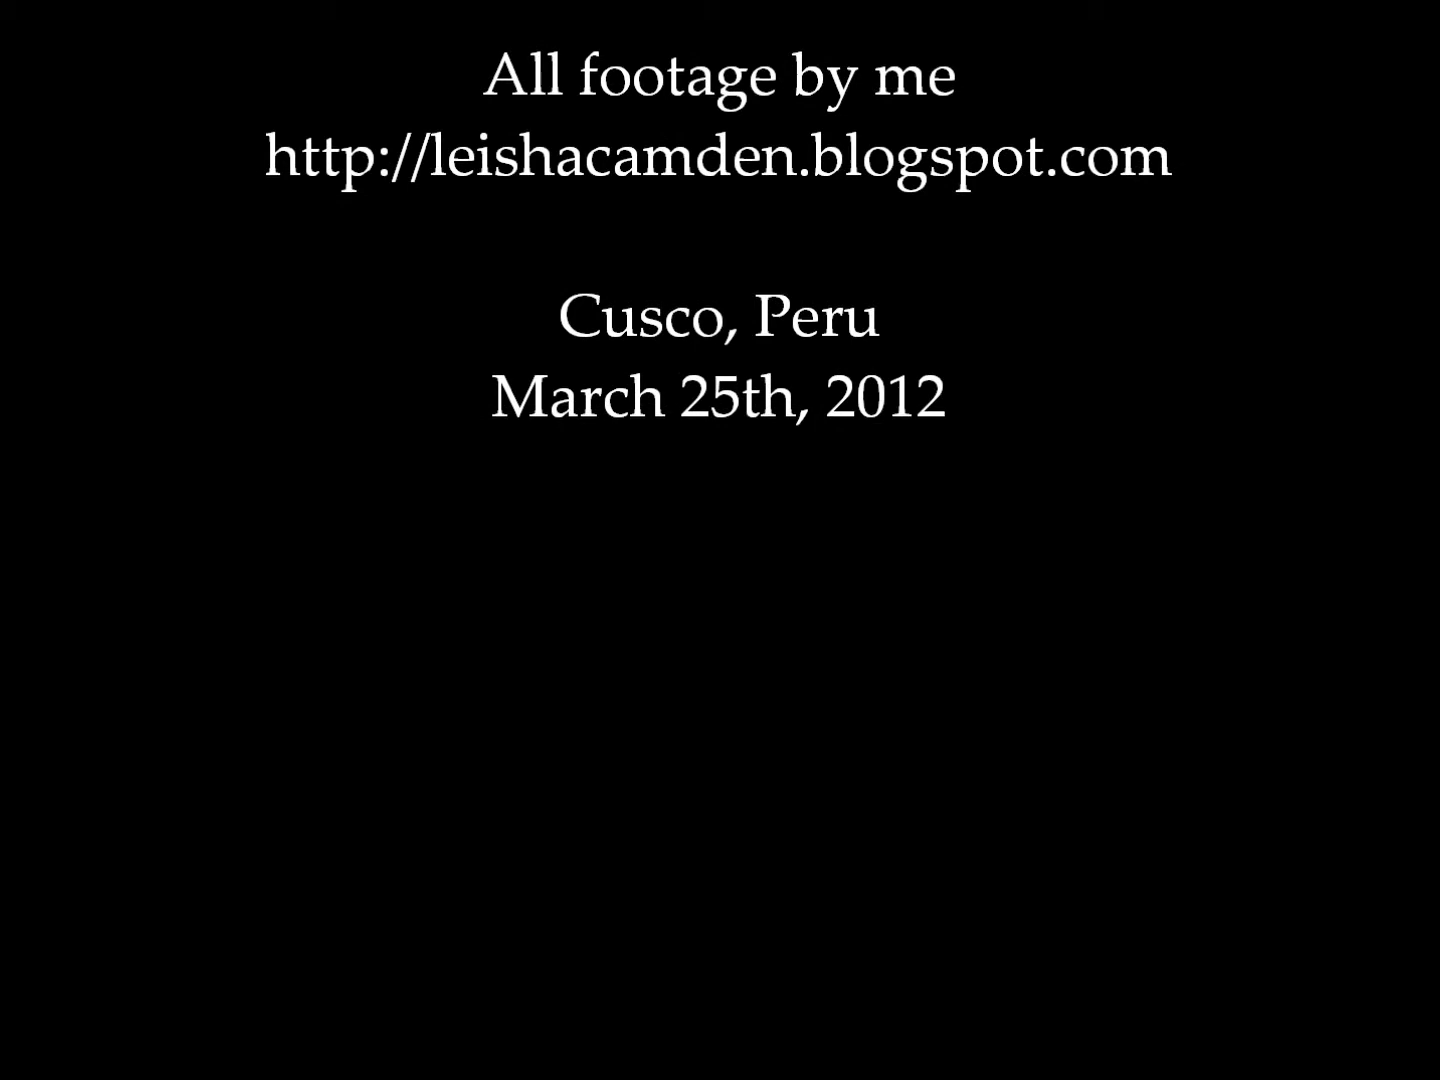 All footage by me
http://leishacamden.blogspot.com
Cusco, Peru
March 25th, 2012